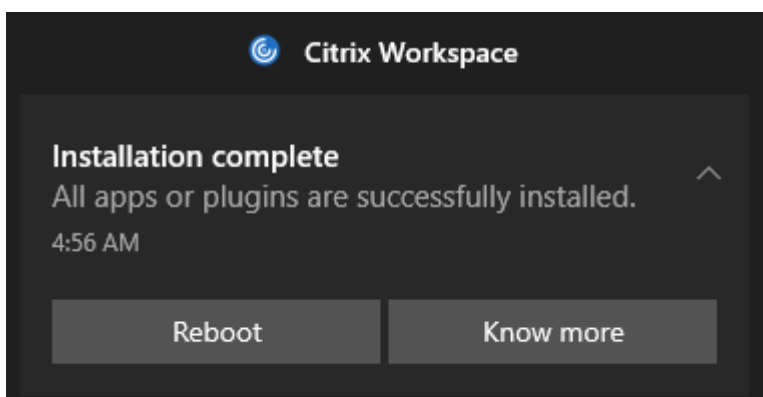 Citrix Workspace
Installation complete
All apps or plugins are successfully installed.
4:56 AM
Reboot
Know more